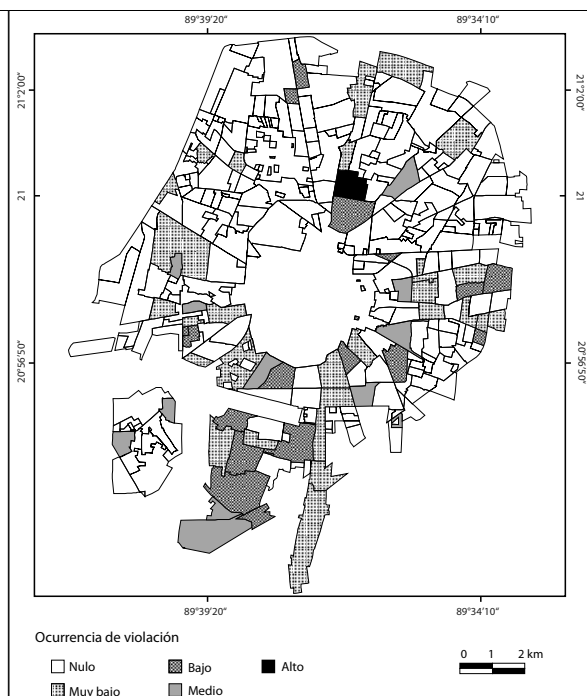 89°39'20" 89°34'10"
21°2'00" 21°2'00"
21 21
20°56'50" 20°56'50"
89°39'20" 89°34'10"
Ocurrencia de violación
Nulo Bajo Alto
Muy bajo Medio
0 1 2 km